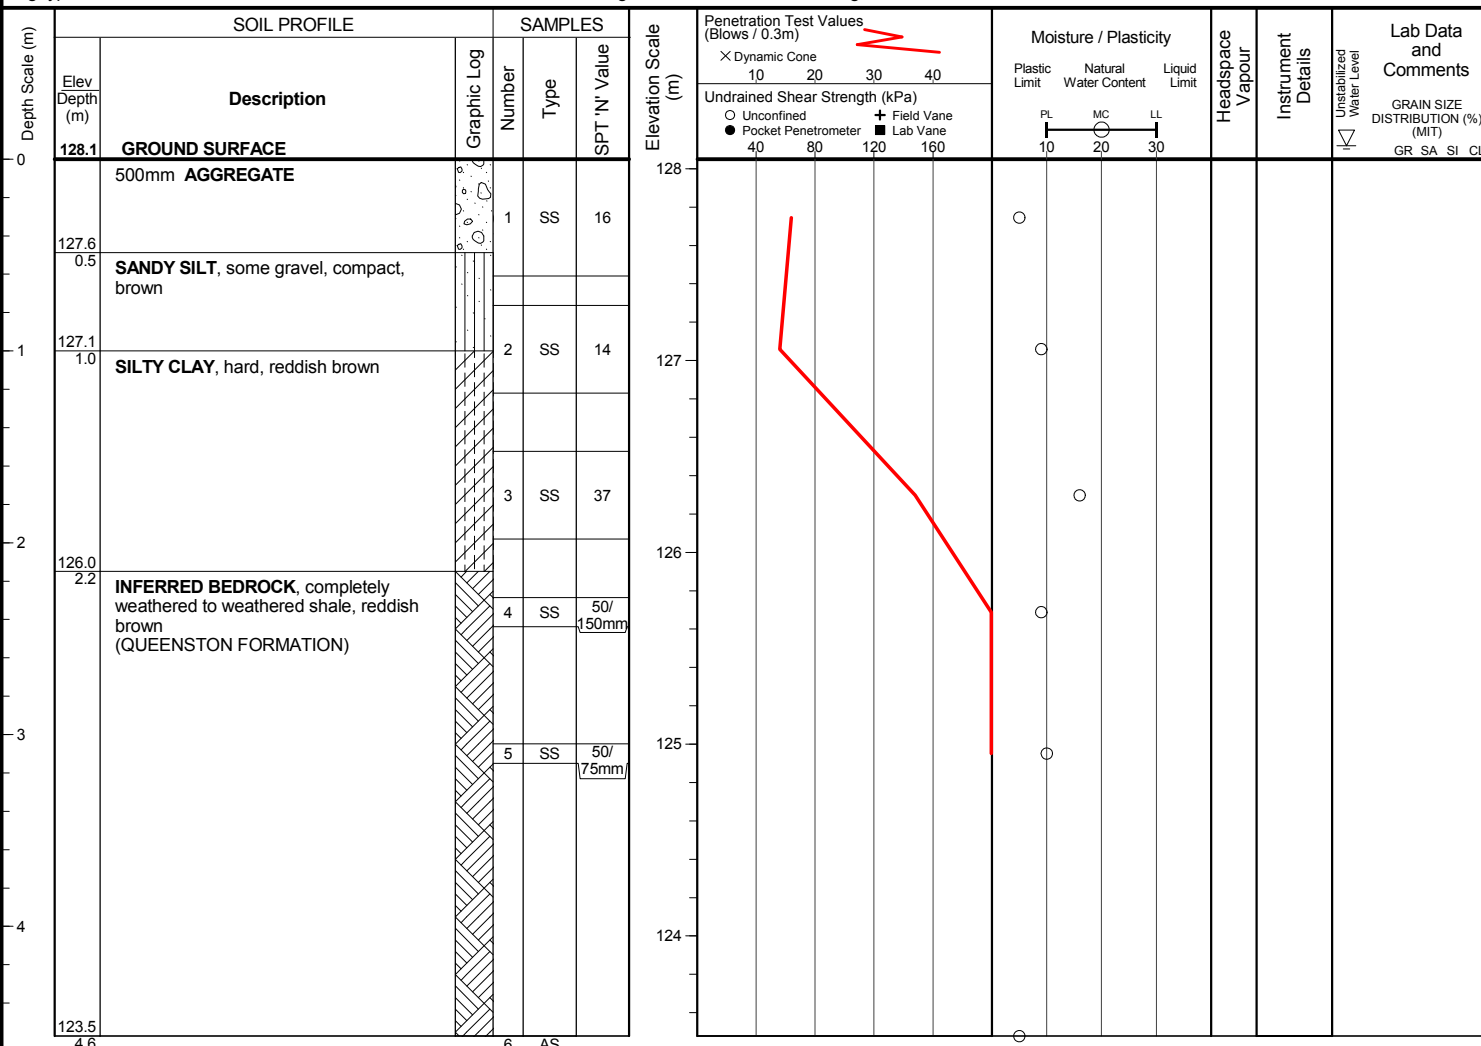 SOIL PROFILE
SAMPLES
Depth Scale (m)
Elev
Depth
(m)
Description
Graphic Log
Number
Type
SPT 'N' Value
Elevation Scale
(m)
Penetration Test Values
(Blows / 0.3m)
Dynamic Cone
10 20 30 40
Undrained Shear Strength (kPa)
Unconfined
Field Vane
Pocket Penetrometer
Lab Vane
40 80 120 160
Moisture / Plasticity
Plastic
Limit
Natural
Water Content
Liquid
Limit
PL MC LL
10 20 30
Headspace
Vapour
Instrument
Details
Unstabilized
Water Level
Lab Data
and
Comments
GRAIN SIZE
DISTRIBUTION (%)
(MIT)
GR SA SI CL
128.1 GROUND SURFACE
0
500mm AGGREGATE
128
1 SS 16
127.6
0.5
SANDY SILT, some gravel, compact,
brown
127.1
1
1.0
SILTY CLAY, hard, reddish brown
2 SS 14
127
3 SS 37
2
126
126.0
2.2
INFERRED BEDROCK, completely
weathered to weathered shale, reddish
brown
(QUEENSTON FORMATION)
4 SS 50/
150mm
3
125
5 SS 50/
75mm
4
124
123.5
4.6
6 AS